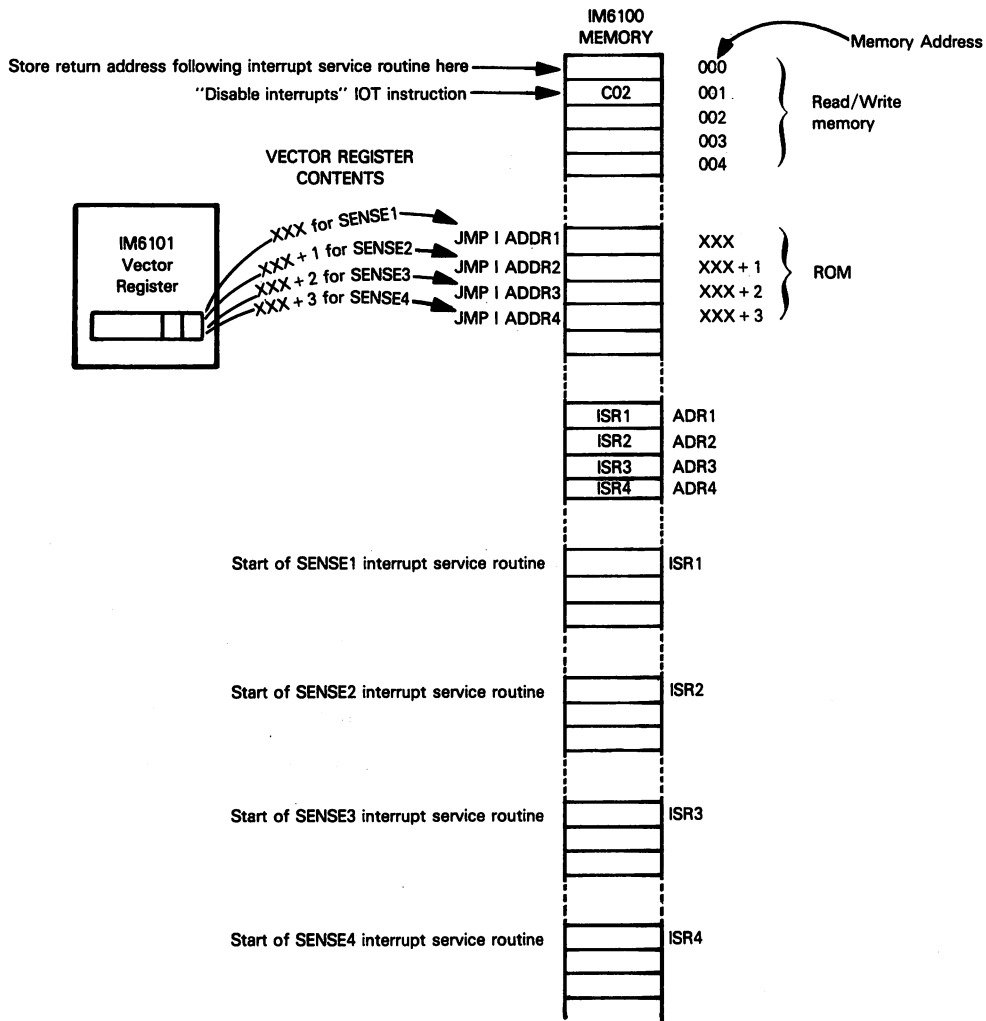 IM6100
MEMORY
Memory Address
Store return address following interrupt service routine here
000
"Disable interrupts" IOT instruction
C02
001
Read/Write
memory
002
003
004
VECTOR REGISTER
CONTENTS
IM6101
Vector
Register
XXX for SENSE1
XXX + 1 for SENSE2
XXX + 2 for SENSE3
XXX + 3 for SENSE4
JMP I ADDR1
XXX
JMP I ADDR2
XXX + 1
ROM
JMP I ADDR3
XXX + 2
JMP I ADDR4
XXX + 3
ISR1
ADR1
ISR2
ADR2
ISR3
ADR3
ISR4
ADR4
Start of SENSE1 interrupt service routine
ISR1
Start of SENSE2 interrupt service routine
ISR2
Start of SENSE3 interrupt service routine
ISR3
Start of SENSE4 interrupt service routine
ISR4